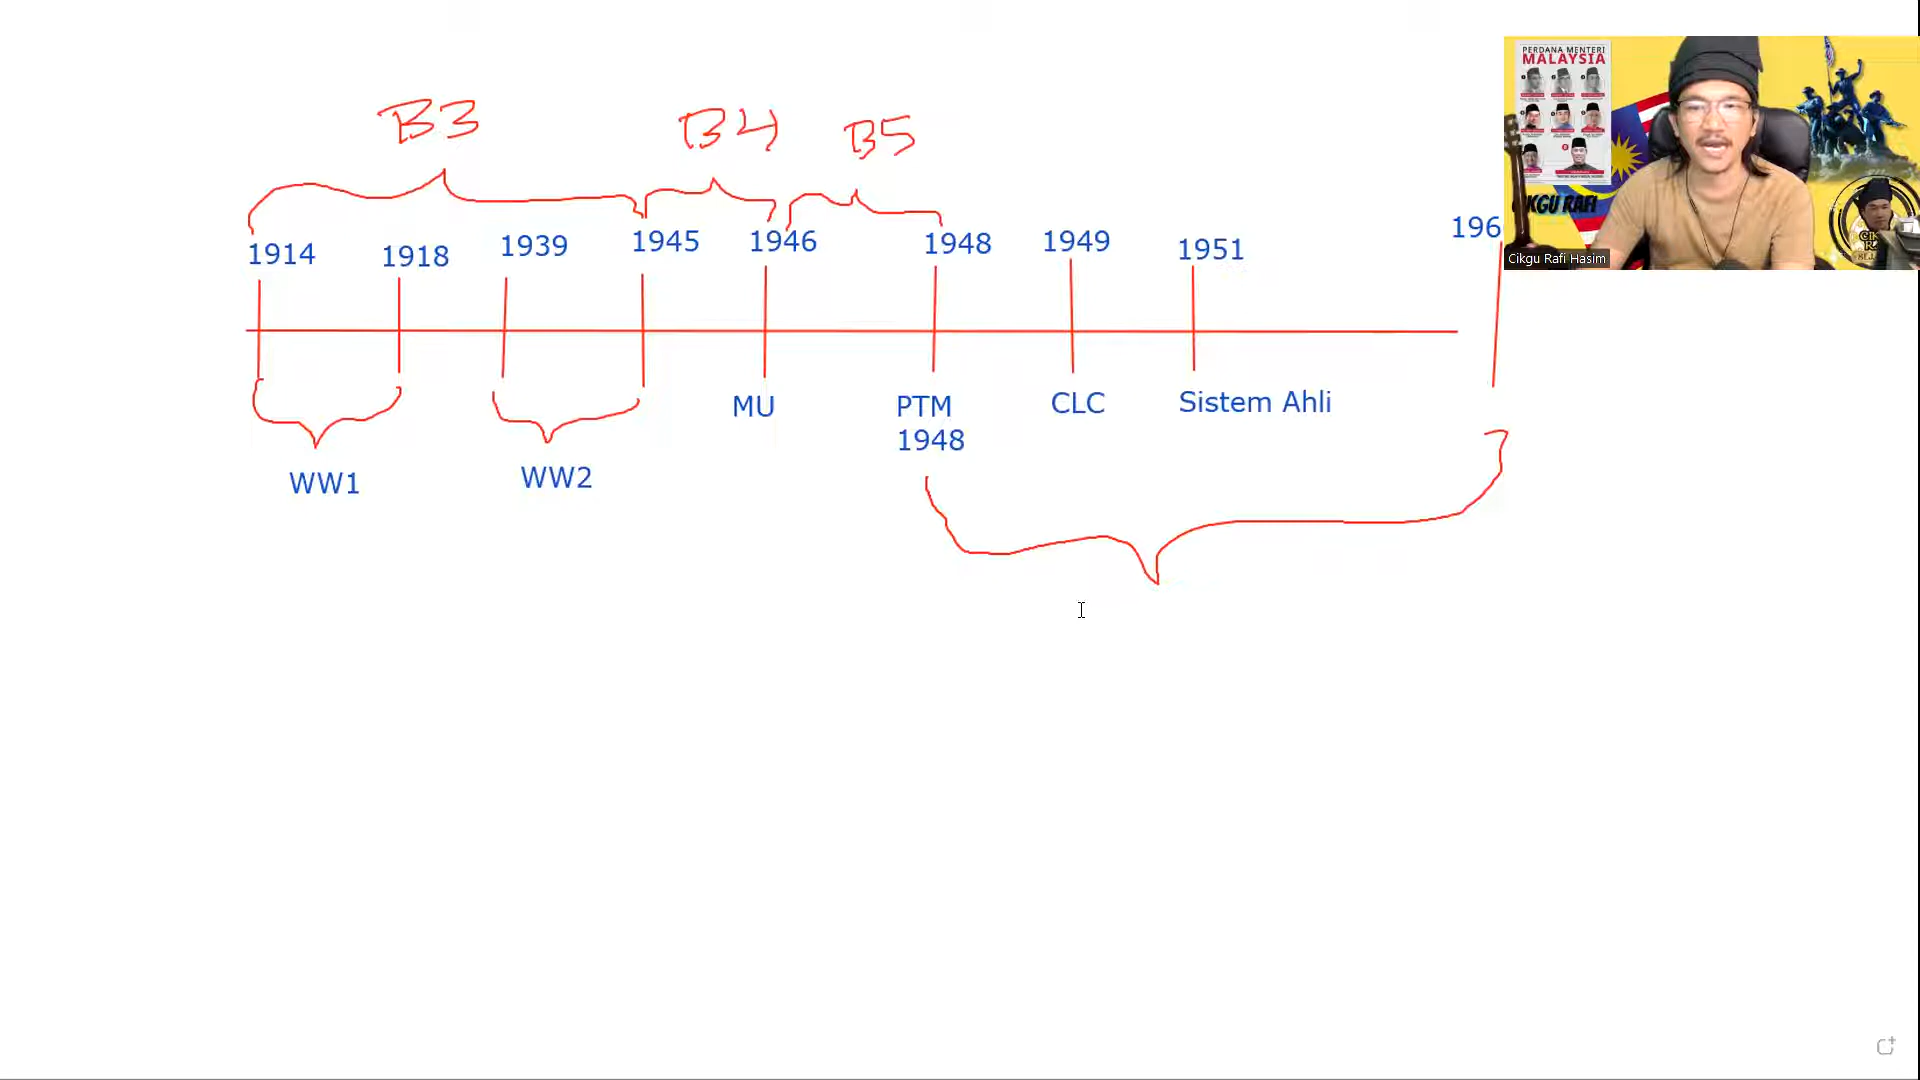 B3
B4
B5
1914
1918
1939
1945
1946
1948
1949
1951
196
MU
PTM
1948
CLC
Sistem Ahli
WW1
WW2
PERDANA MENTERI
MALAYSIA
KGU RAFI
Cikgu Rafi Hasim